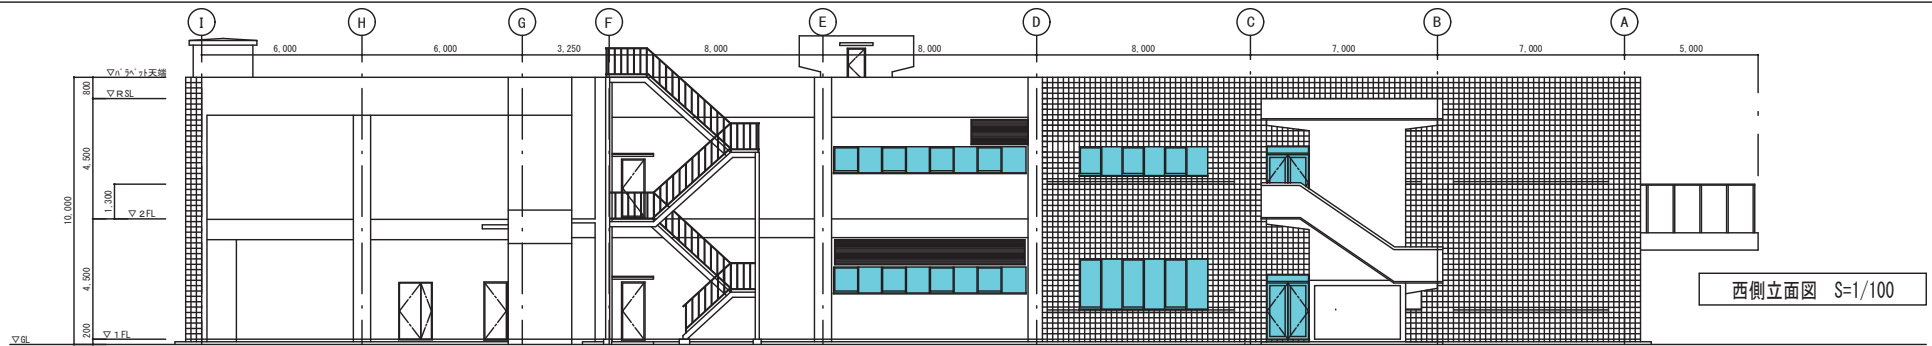 I H G F E D C B A
6,000 6,000 3,250 8,000 8,000 8,000 7,000 7,000 5,000
▽パラペット天端
800
▽RSL
4,500
1,300
10,000
▽2FL
4,500
西側立面図 S=1/100
200
▽1FL
▽GL